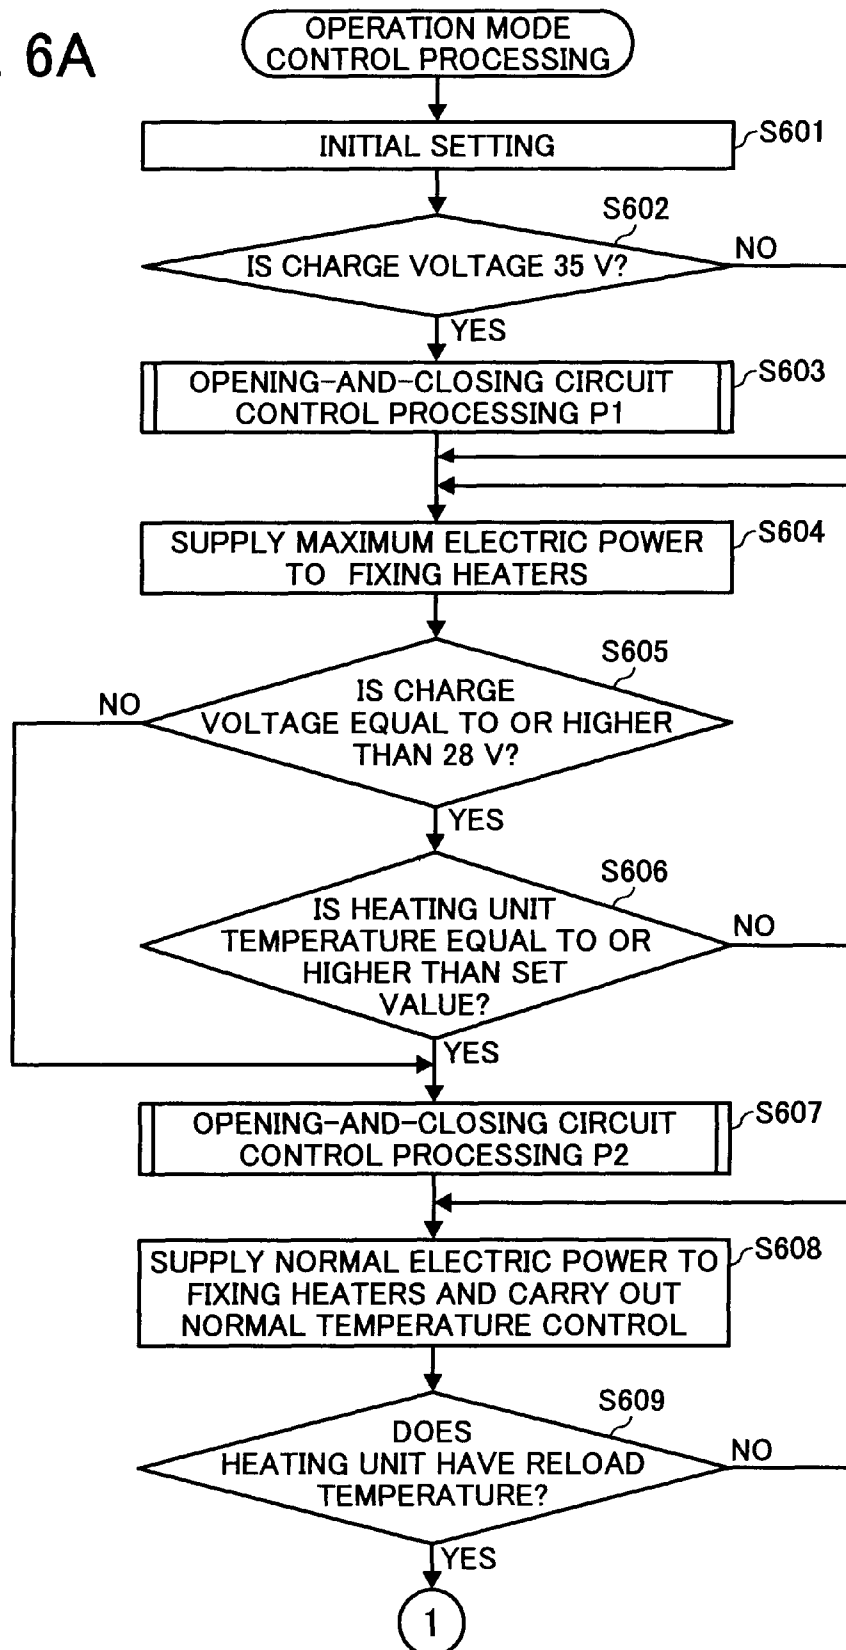 6A
OPERATION MODE
CONTROL PROCESSING
INITIAL SETTING
S601
S602
IS CHARGE VOLTAGE 35 V?
NO
YES
OPENING-AND-CLOSING CIRCUIT
CONTROL PROCESSING P1
S603
SUPPLY MAXIMUM ELECTRIC POWER
TO FIXING HEATERS
S604
S605
IS CHARGE
VOLTAGE EQUAL TO OR HIGHER
THAN 28 V?
NO
YES
S606
IS HEATING UNIT
TEMPERATURE EQUAL TO OR
HIGHER THAN SET
VALUE?
NO
YES
OPENING-AND-CLOSING CIRCUIT
CONTROL PROCESSING P2
S607
SUPPLY NORMAL ELECTRIC POWER TO
FIXING HEATERS AND CARRY OUT
NORMAL TEMPERATURE CONTROL
S608
S609
DOES
HEATING UNIT HAVE RELOAD
TEMPERATURE?
NO
YES
1